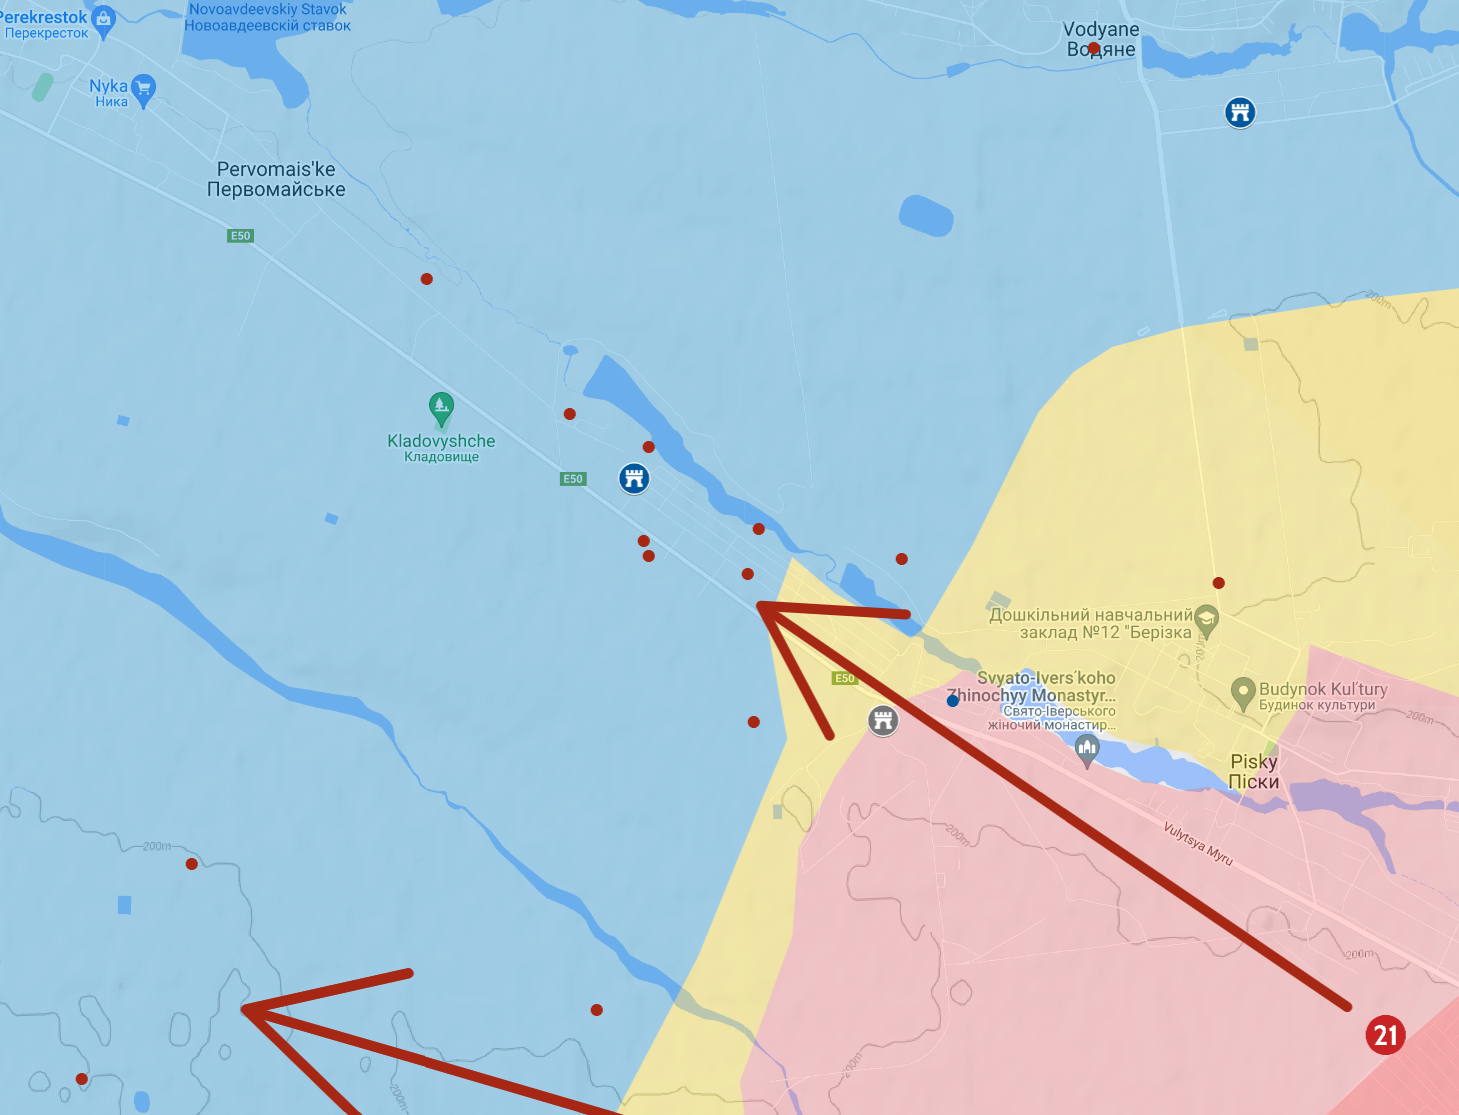 Perekrestok
Перекресток
Novoavdeevskiy Stavok
Новоавдеевскій ставок
Vodyane
Водяне
Nyka
Ника
Pervomais'ke
Первомайське
E50
200m
Kladovyshche
Кладовище
E50
Дошкільний навчальний
заклад №12 "Берізка
E50
Svyato-Ivers'koho
Zhinochyy Monastyr...
Свято-Іверського
жіночий монастир...
Budynok Kul'tury
Будинок культури
200m
Pisky
Піски
Vulytsya Myru
200m
200m
200m
21
200m
200m